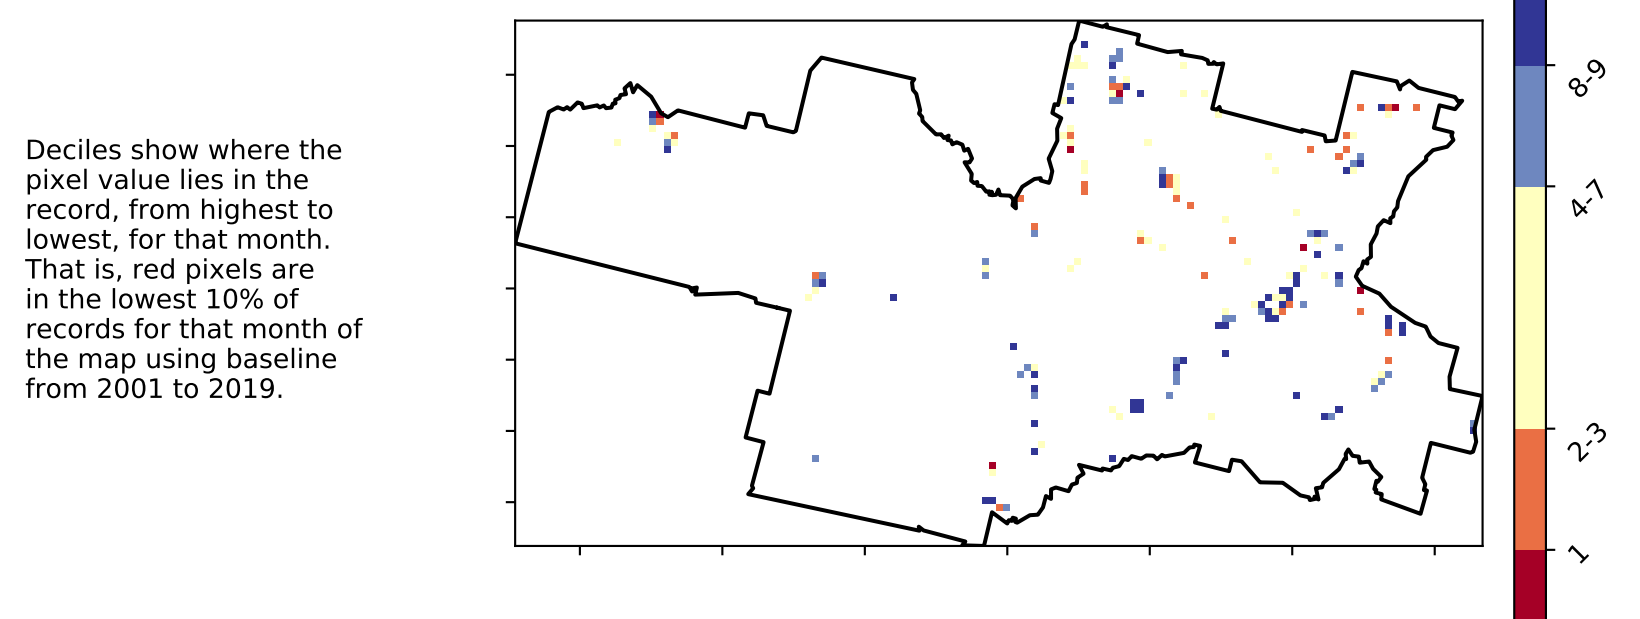 Deciles show where the
pixel value lies in the
record, from highest to
lowest, for that month.
That is, red pixels are
in the lowest 10% of
records for that month of
the map using baseline
from 2001 to 2019.
8-9
4-7
2-3
1